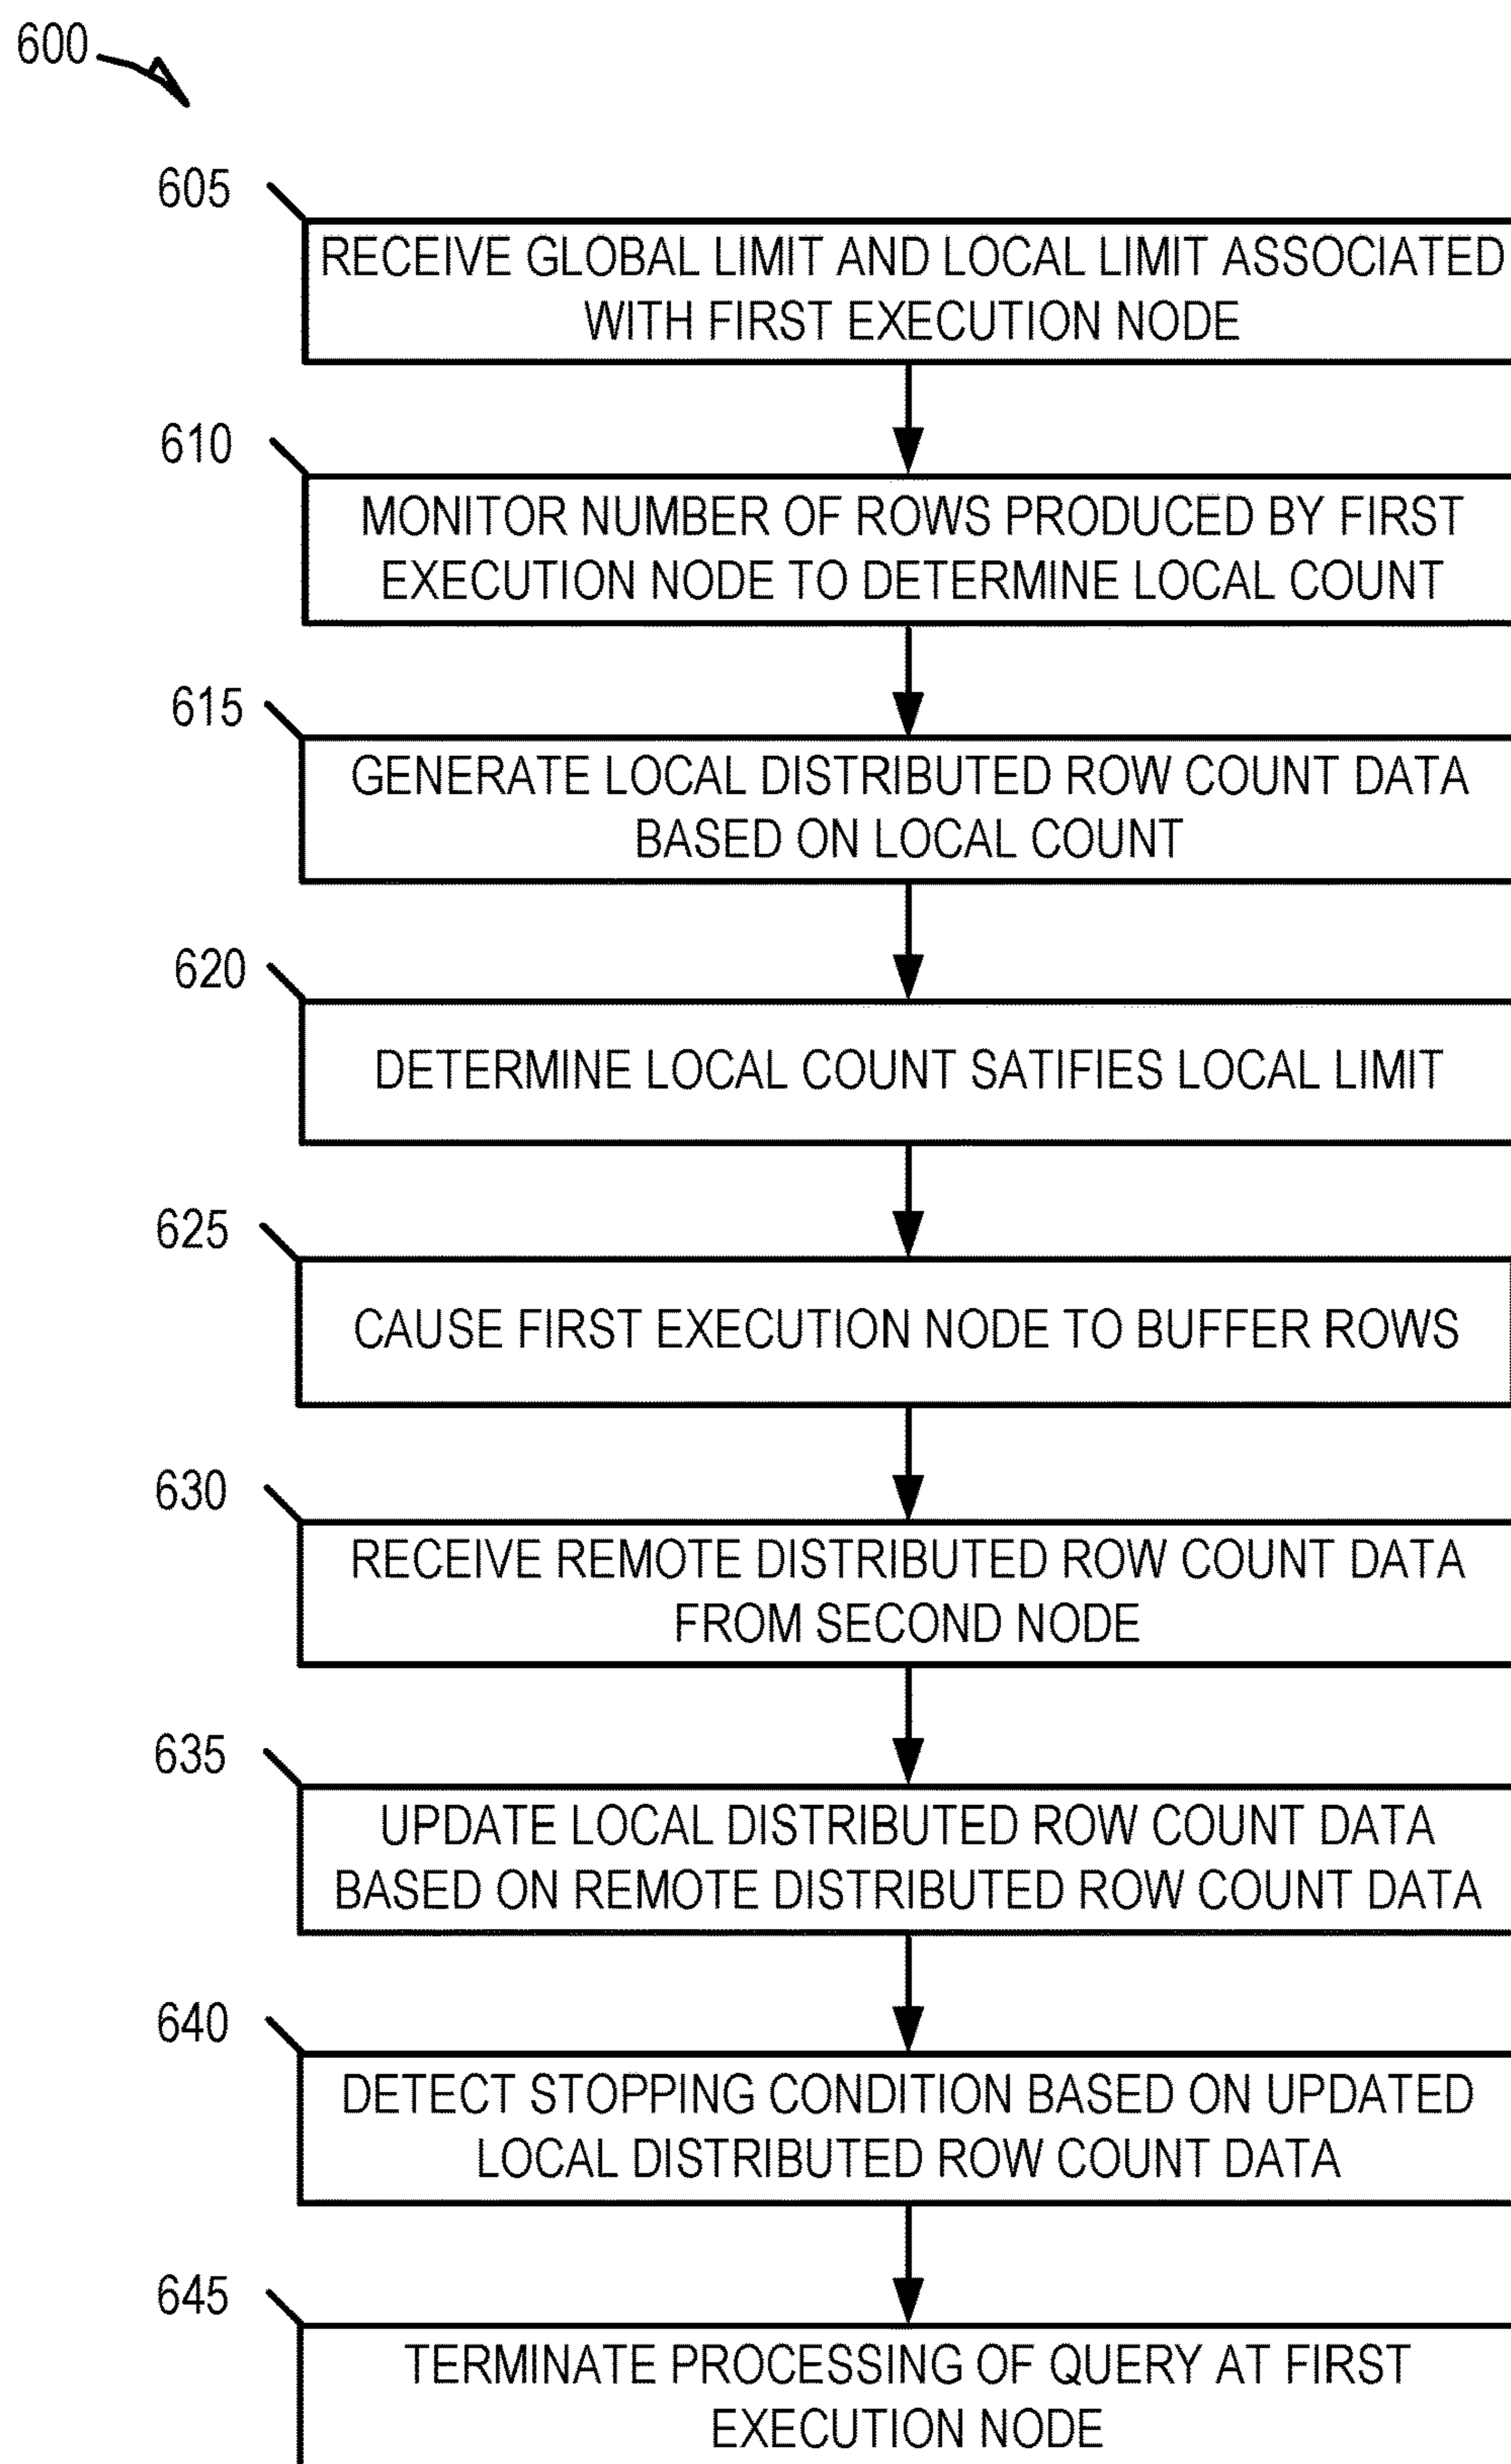 600
605
RECEIVE GLOBAL LIMIT AND LOCAL LIMIT ASSOCIATED
WITH FIRST EXECUTION NODE
610
MONITOR NUMBER OF ROWS PRODUCED BY FIRST
EXECUTION NODE TO DETERMINE LOCAL COUNT
615
GENERATE LOCAL DISTRIBUTED ROW COUNT DATA
BASED ON LOCAL COUNT
620
DETERMINE LOCAL COUNT SATIFIES LOCAL LIMIT
625
CAUSE FIRST EXECUTION NODE TO BUFFER ROWS
630
RECEIVE REMOTE DISTRIBUTED ROW COUNT DATA
FROM SECOND NODE
635
UPDATE LOCAL DISTRIBUTED ROW COUNT DATA
BASED ON REMOTE DISTRIBUTED ROW COUNT DATA
640
DETECT STOPPING CONDITION BASED ON UPDATED
LOCAL DISTRIBUTED ROW COUNT DATA
645
TERMINATE PROCESSING OF QUERY AT FIRST
EXECUTION NODE